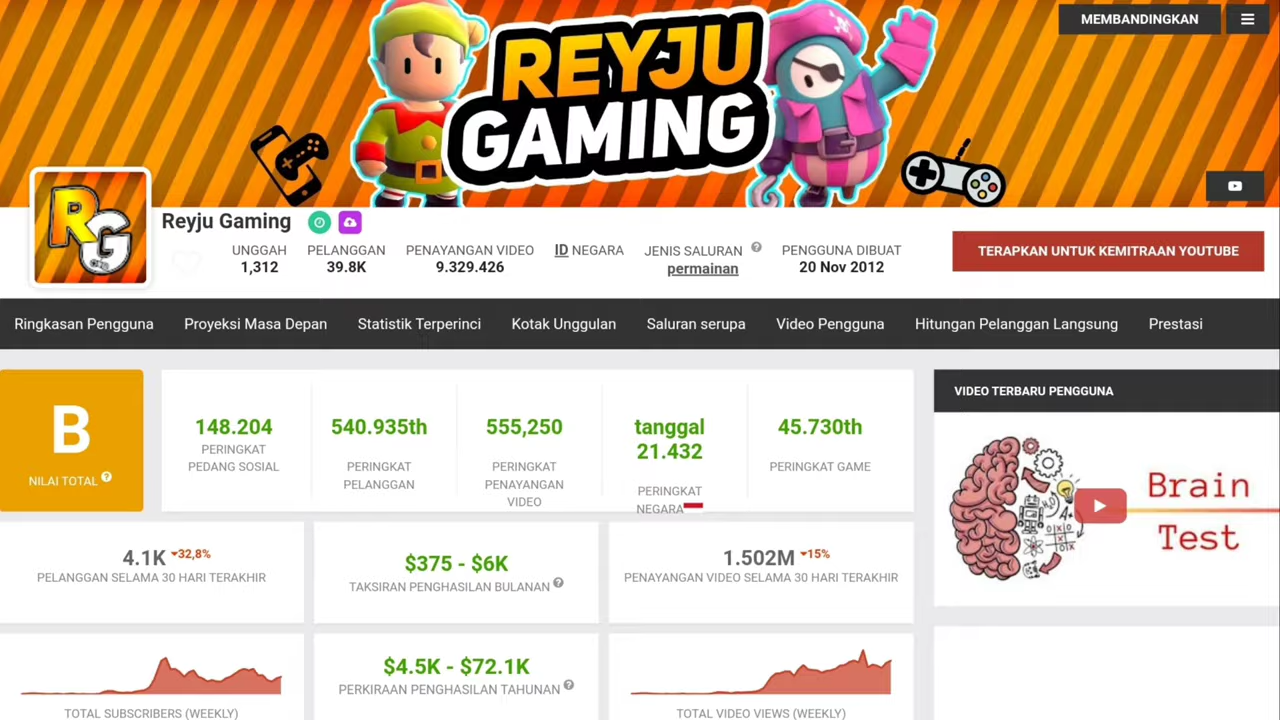 MEMBANDINGKAN
REYJU
GAMING
RG
Reyju Gaming
UNGGAH
1,312
PELANGGAN
39.8K
PENAYANGAN VIDEO
9.329.426
ID NEGARA
JENIS SALURAN
permainan
PENGGUNA DIBUAT
20 Nov 2012
TERAPKAN UNTUK KEMITRAAN YOUTUBE
Ringkasan Pengguna
Proyeksi Masa Depan
Statistik Terperinci
Kotak Unggulan
Saluran serupa
Video Pengguna
Hitungan Pelanggan Langsung
Prestasi
B
NILAI TOTAL
148.204
PERINGKAT
PEDANG SOSIAL
540.935th
PERINGKAT
PELANGGAN
555,250
PERINGKAT
PENAYANGAN
VIDEO
tanggal
21.432
PERINGKAT
NEGARA
45.730th
PERINGKAT GAME
VIDEO TERBARU PENGGUNA
Brain
Test
4.1K 32,8%
PELANGGAN SELAMA 30 HARI TERAKHIR
$375 - $6K
TAKSIRAN PENGHASILAN BULANAN
1.502M 15%
PENAYANGAN VIDEO SELAMA 30 HARI TERAKHIR
TOTAL SUBSCRIBERS (WEEKLY)
$4.5K - $72.1K
PERKIRAAN PENGHASILAN TAHUNAN
TOTAL VIDEO VIEWS (WEEKLY)